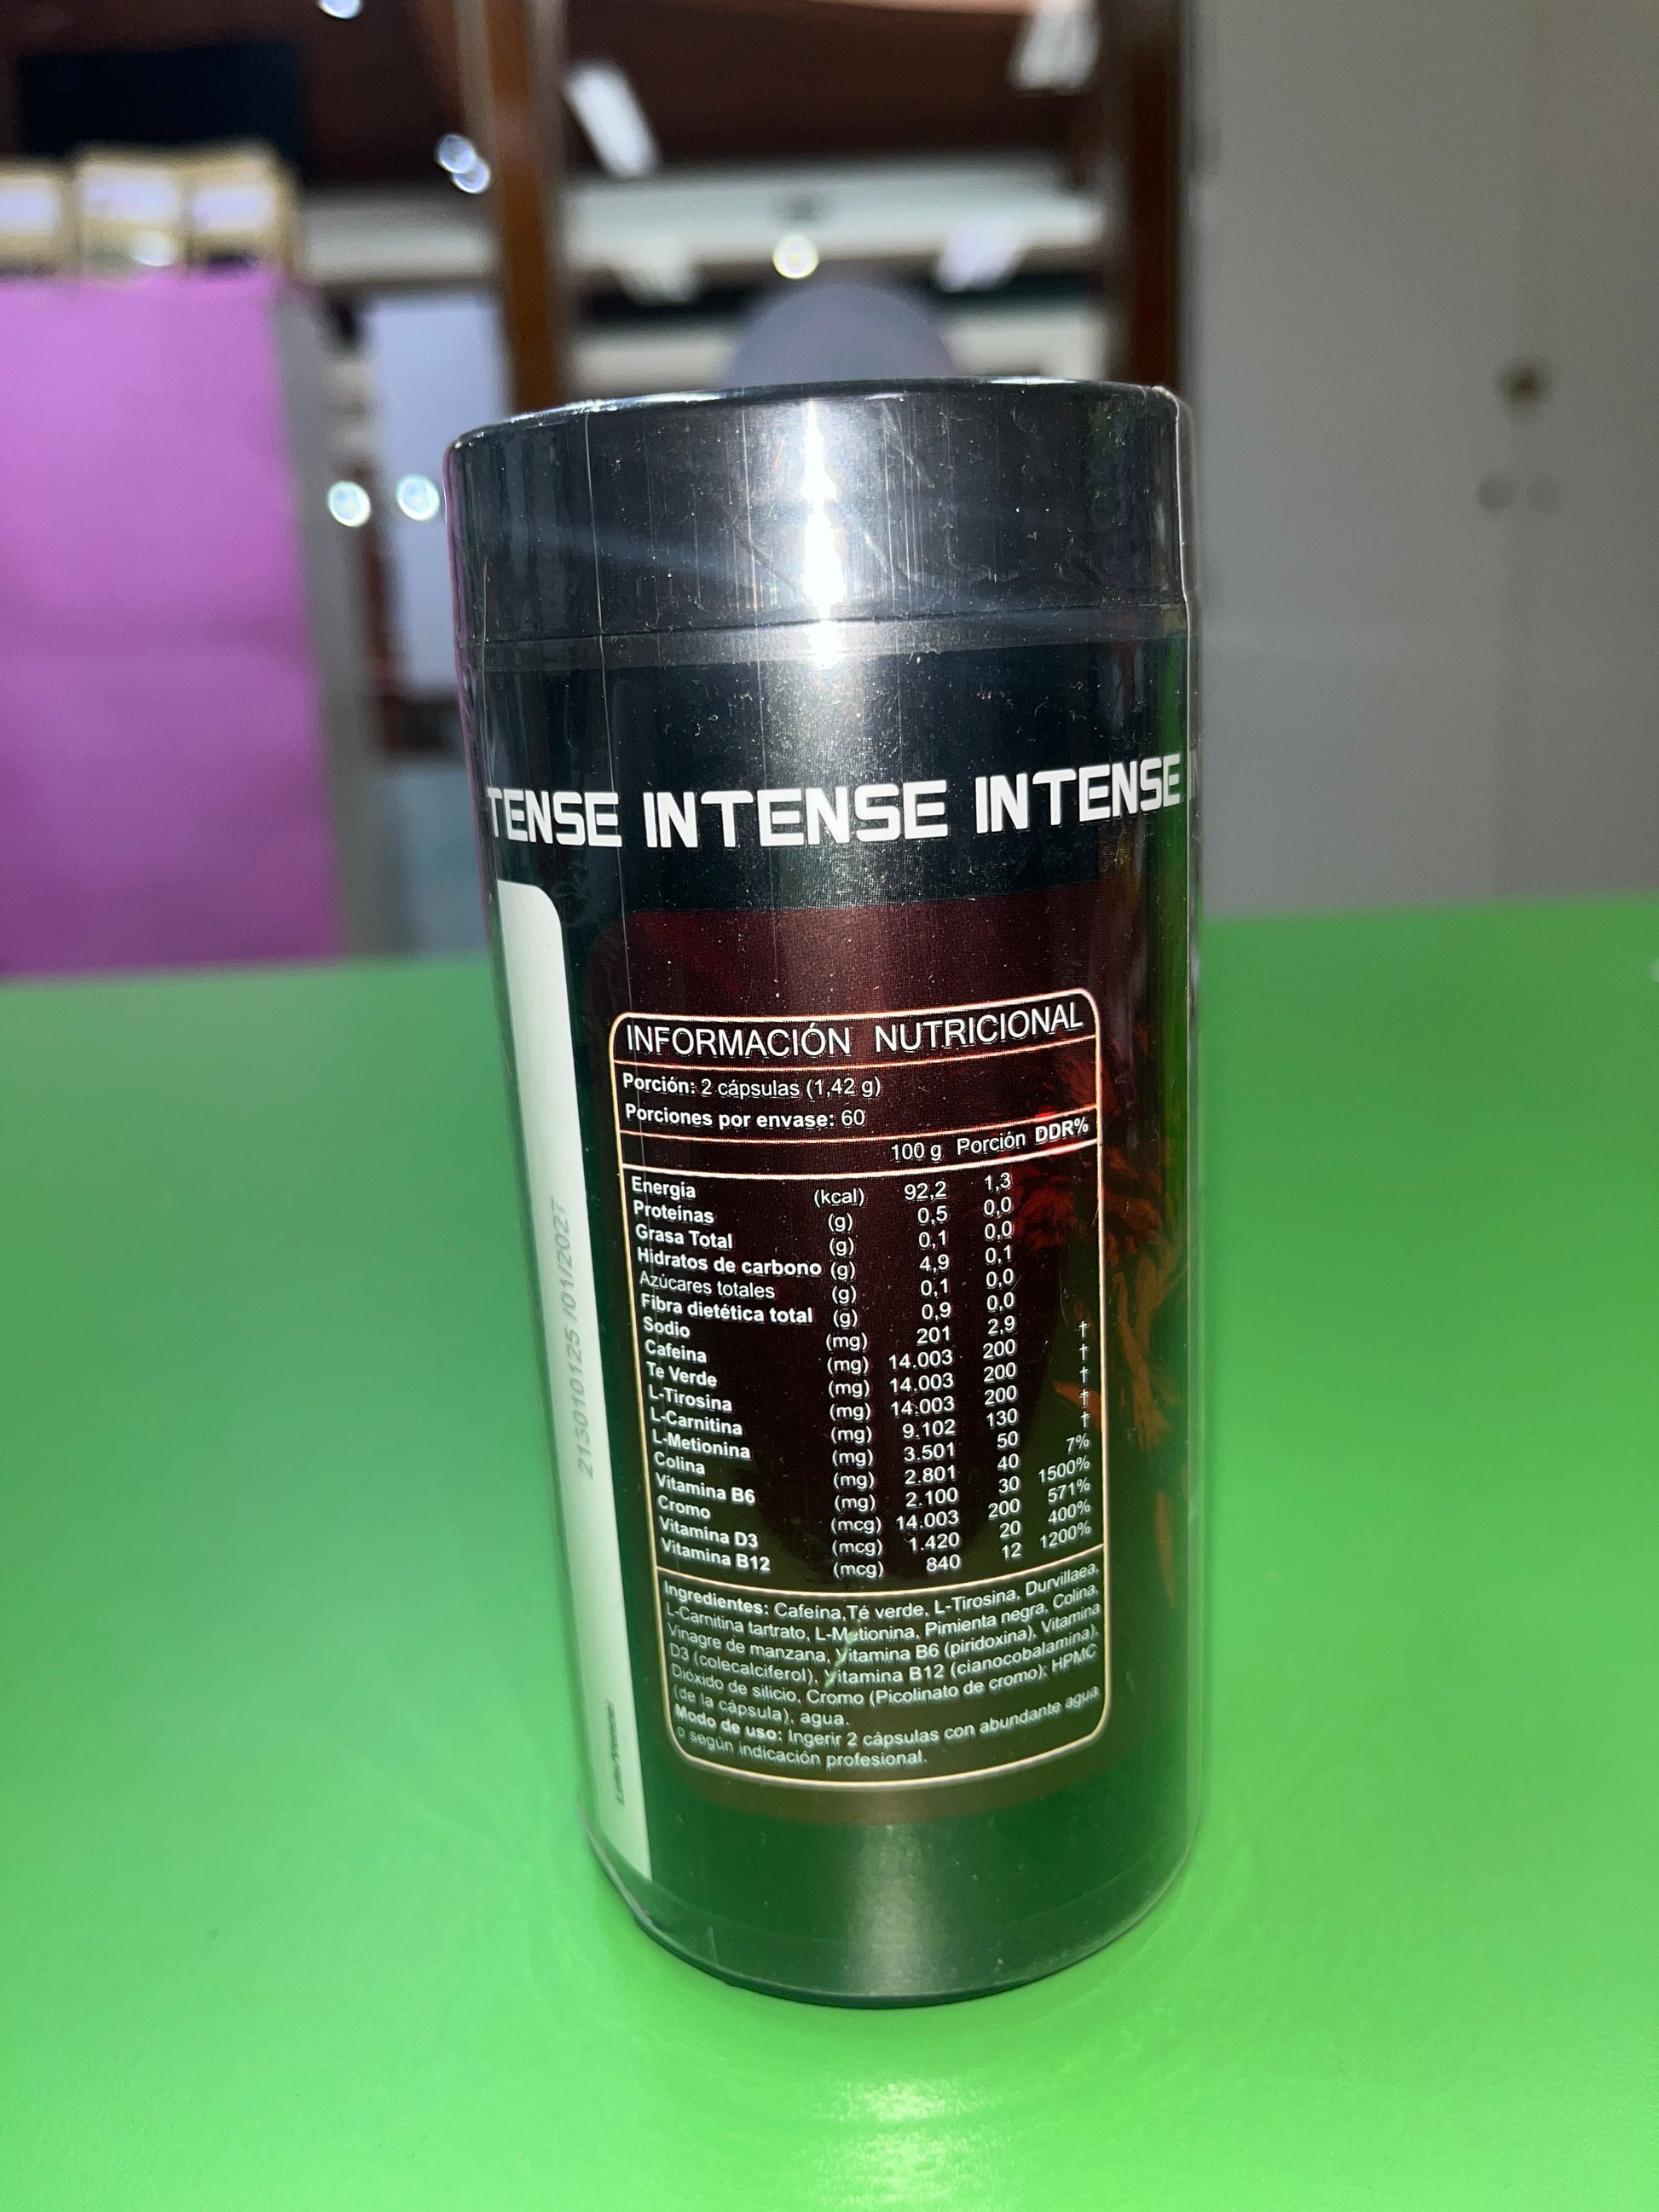 TENSE INTENSE INTENSE
INFORMACIÓN NUTRICIONAL
Porción: 2 cápsulas (1,42 g)
Porciones por envase: 60
100 g Porción DDR%
Energía (kcal) 92,2 1,3
Proteínas (g) 0,5 0,0
Grasa Total (g) 0,1 0,0
Hidratos de carbono (g) 4,9 0,1
Azúcares totales (g) 0,1 0,0
Fibra dietética total (g) 0,9 0,0
Sodio (mg) 201 2,9
Cafeina (mg) 14.003 200 †
Te Verde (mg) 14.003 200 †
L-Tirosina (mg) 14.003 200 †
L-Carnitina (mg) 9.102 130 †
L-Metionina (mg) 3.501 50
Colina (mg) 2.801 40 7%
Vitamina B6 (mg) 2.100 30 1500%
Cromo (mcg) 14.003 200 571%
Vitamina D3 (mcg) 1.420 20 400%
Vitamina B12 (mcg) 840 12 1200%
Ingredientes: Cafeína,Té verde, L-Tirosina, Durvillaea,
L-Carnitina tartrato, L-Metionina, Pimienta negra, Colina,
Vinagre de manzana, Vitamina B6 (piridoxina), Vitamina
D3 (colecalciferol), Vitamina B12 (cianocobalamina),
Dióxido de silicio, Cromo (Picolinato de cromo); HPMC
(de la cápsula), agua.
Modo de uso: Ingerir 2 cápsulas con abundante agua
o según indicación profesional.
2130110125 /01/2027